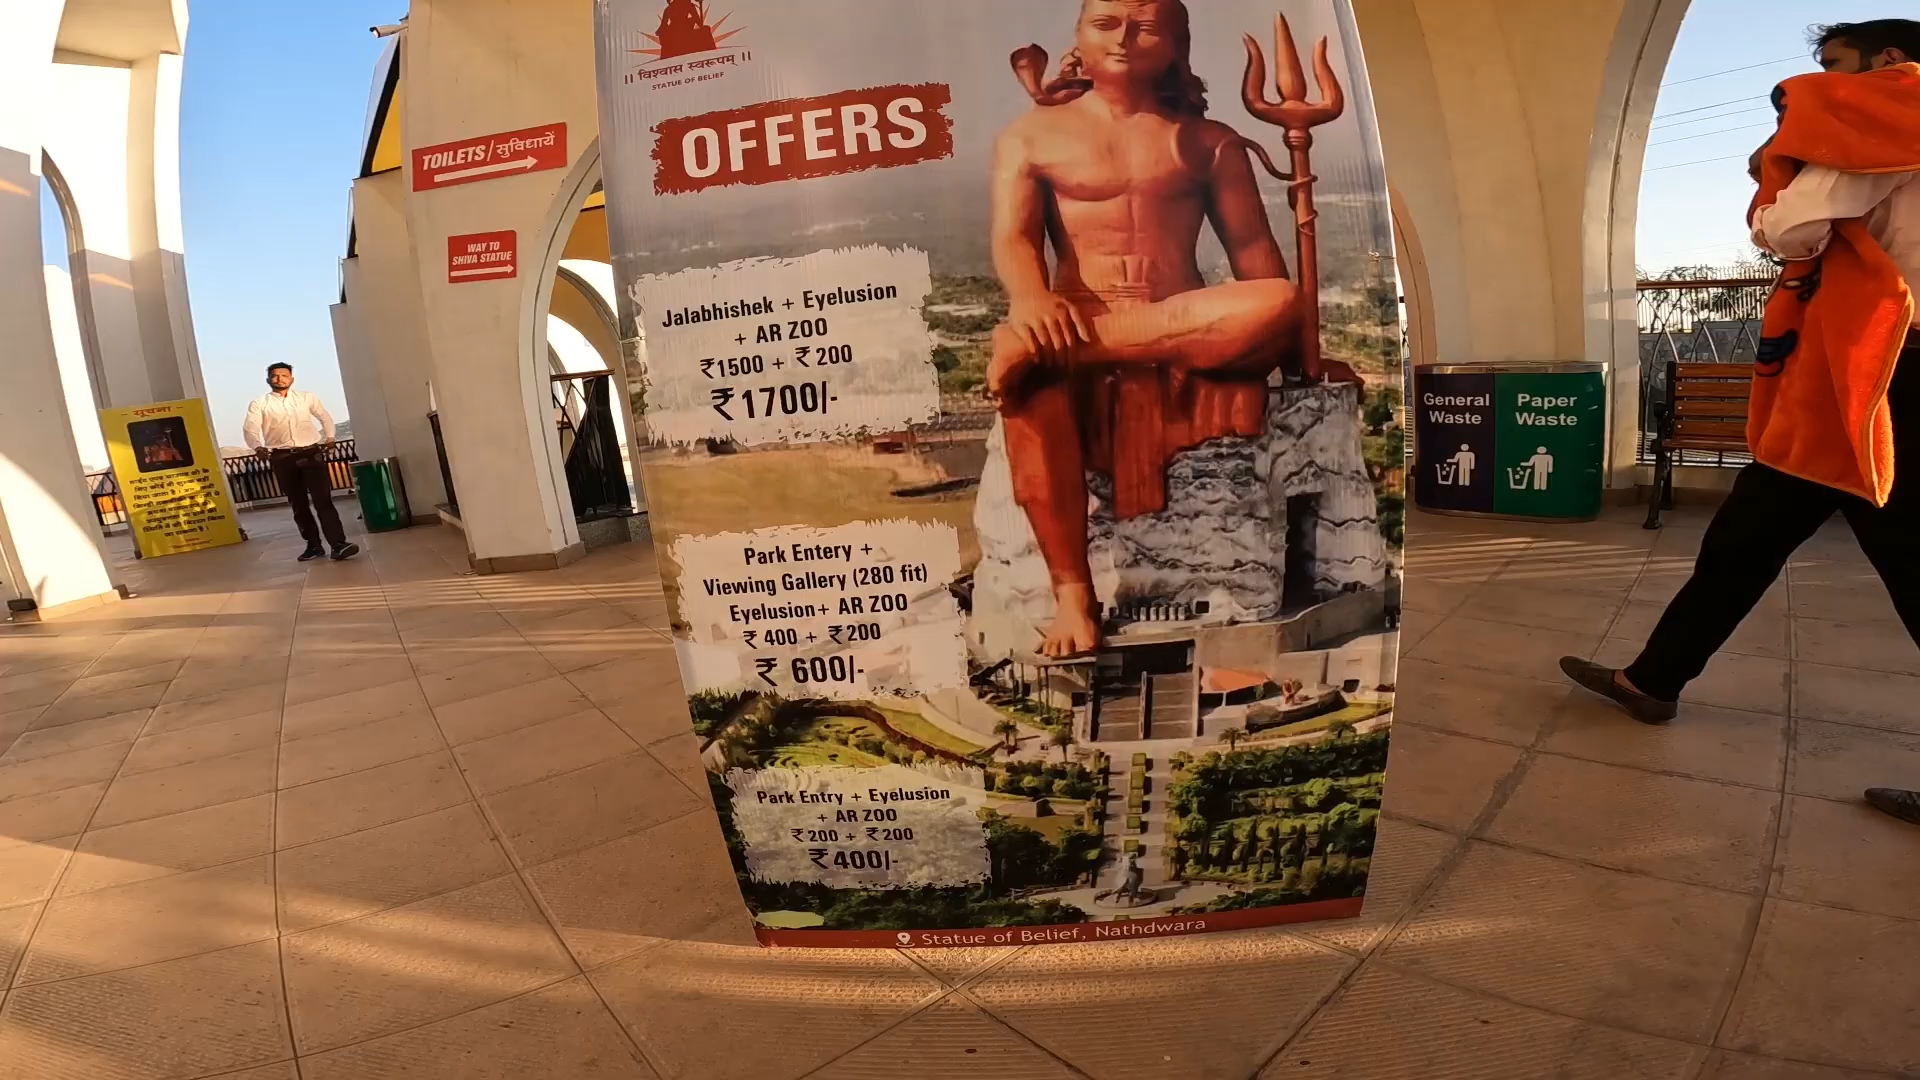 || विश्वास स्वरूपम् ||
STATUE OF BELIEF
OFFERS
TOILETS/सुविधायें
WAY TO
SHIVA STATUE
Jalabhishek + Eyelusion
+ AR ZOO
₹1500 + ₹200
₹1700/-
Park Entery +
Viewing Gallery (280 fit)
Eyelusion+ AR ZOO
₹400 + ₹200
₹ 600/-
Park Entry + Eyelusion
+ AR ZOO
₹200 + ₹200
₹400/-
Statue of Belief, Nathdwara
General
Waste
Paper
Waste
- सूचना -